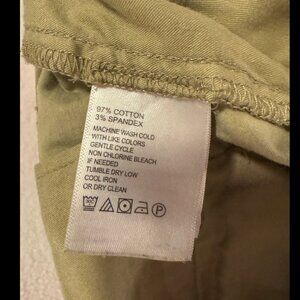 97% COTTON
3% SPANDEX
MACHINE WASH COLD
WITH LIKE COLORS
GENTLE CYCLE
NON CHLORINE BLEACH
IF NEEDED
TUMBLE DRY LOW
COOL IRON
OR DRY CLEAN